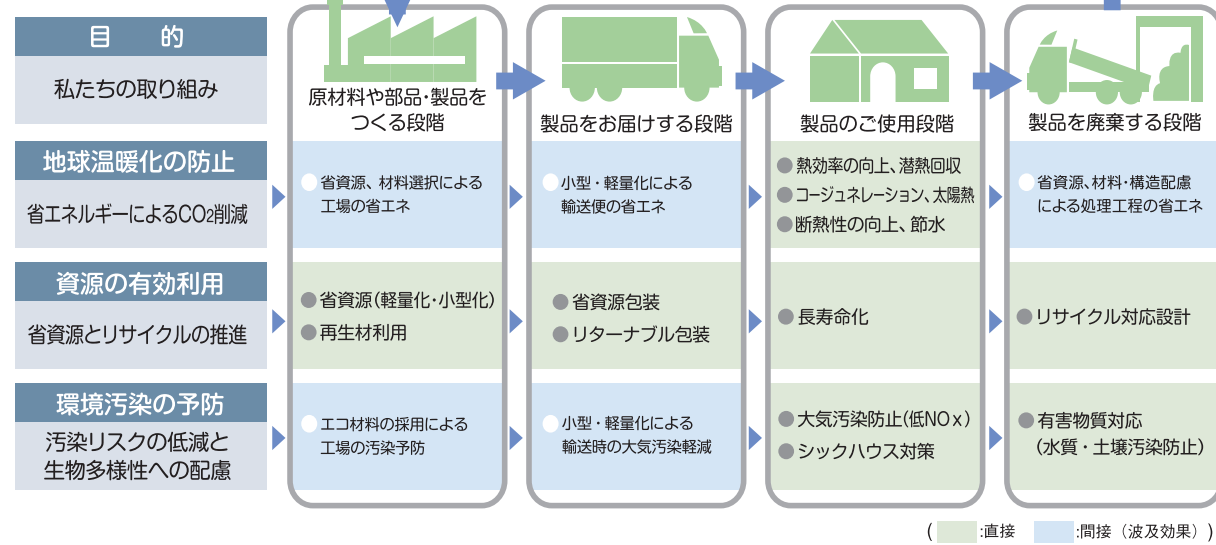 目　的
私たちの取り組み
原材料や部品・製品を
つくる段階
製品をお届けする段階
製品のご使用段階
製品を廃棄する段階
地球温暖化の防止
省エネルギーによるCO2削減
省資源、材料選択による
工場の省エネ
小型・軽量化による
輸送便の省エネ
熱効率の向上、潜熱回収
コージュネレーション、太陽熱
断熱性の向上、節水
省資源、材料・構造配慮
による処理工程の省エネ
資源の有効利用
省資源とリサイクルの推進
省資源(軽量化・小型化)
再生材利用
省資源包装
リターナブル包装
長寿命化
リサイクル対応設計
環境汚染の予防
汚染リスクの低減と
生物多様性への配慮
エコ材料の採用による
工場の汚染予防
小型・軽量化による
輸送時の大気汚染軽減
大気汚染防止(低NOx)
シックハウス対策
有害物質対応
(水質・土壌汚染防止)
( :直接 :間接（波及効果）)